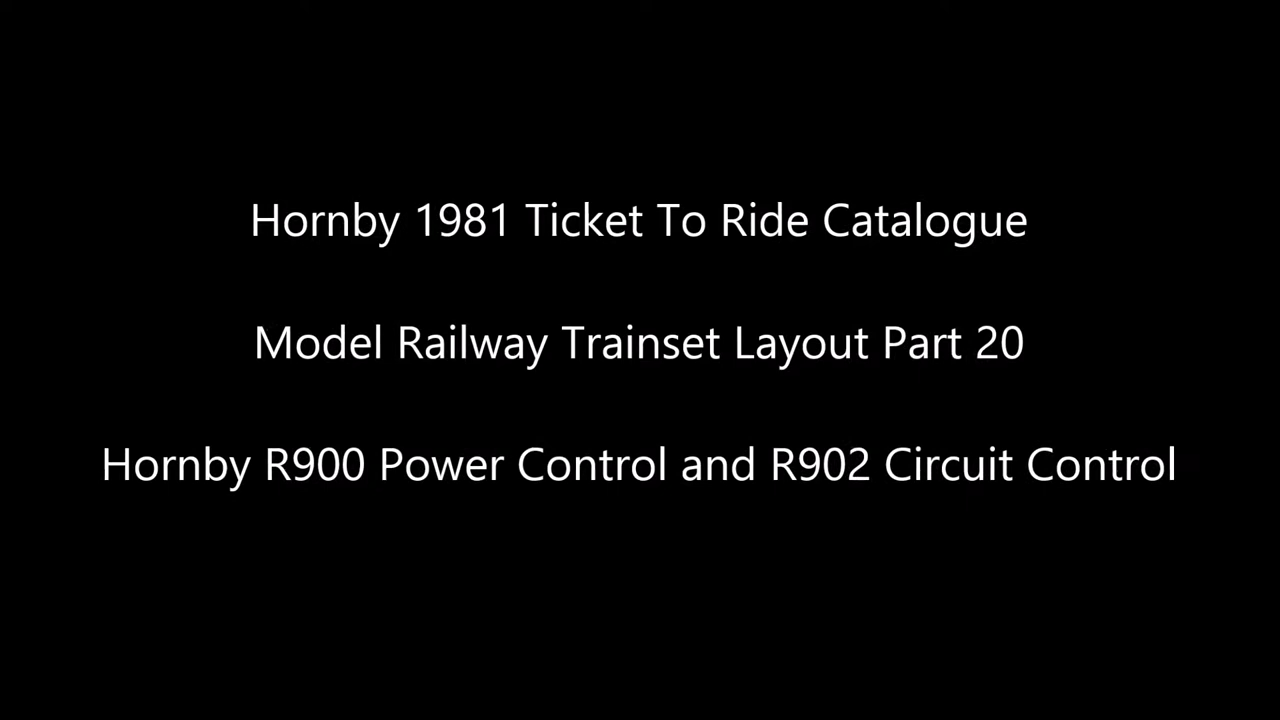 Hornby 1981 Ticket To Ride Catalogue
Model Railway Trainset Layout Part 20
Hornby R900 Power Control and R902 Circuit Control